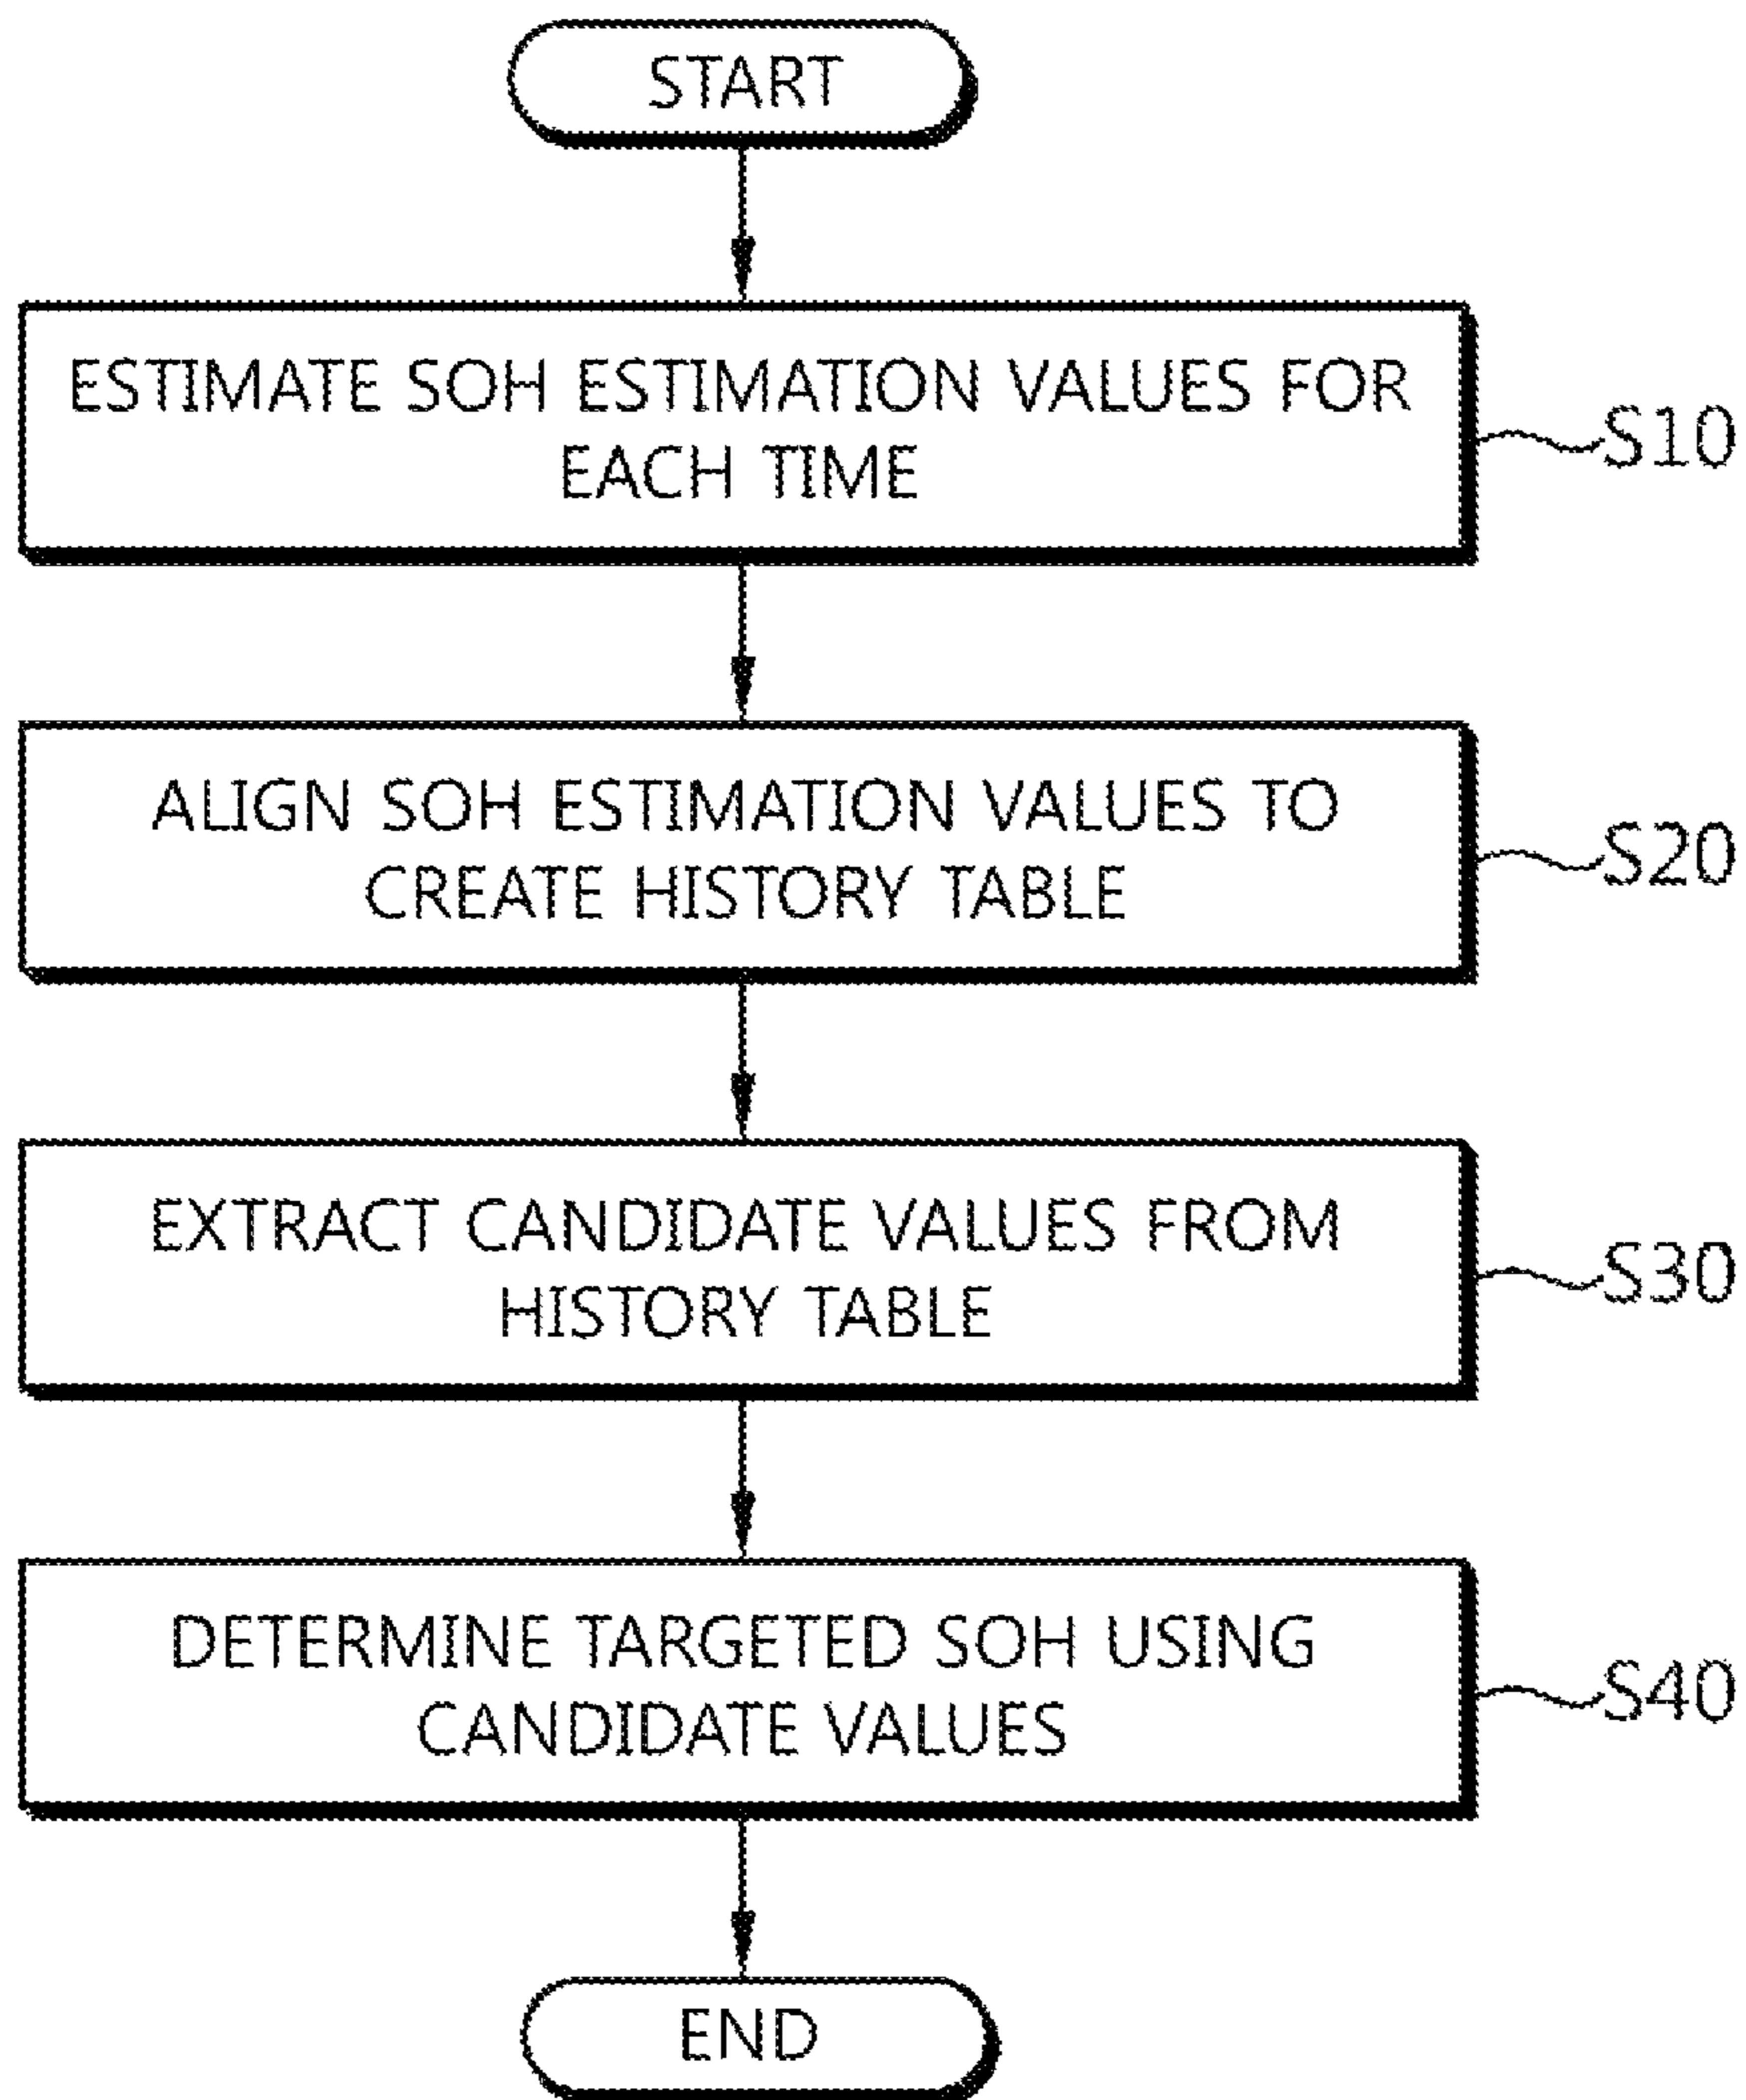 START
ESTIMATE SOH ESTIMATION VALUES FOR
EACH TIME
S10
ALIGN SOH ESTIMATION VALUES TO
CREATE HISTORY TABLE
S20
EXTRACT CANDIDATE VALUES FROM
HISTORY TABLE
S30
DETERMINE TARGETED SOH USING
CANDIDATE VALUES
S40
END